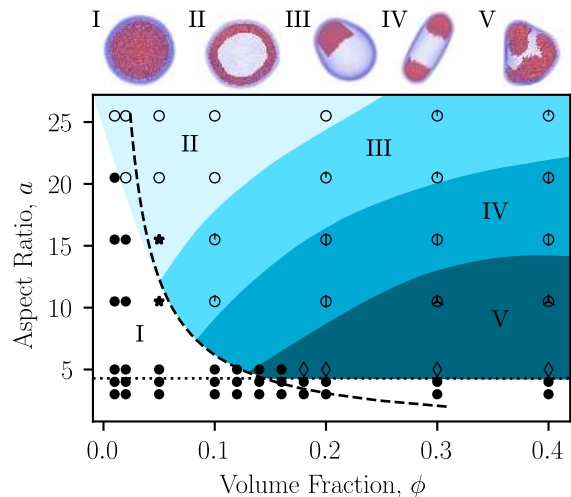 I II III IV V
25
20
15
10
5
Aspect Ratio, a
I
II
III
IV
V
0.0 0.1 0.2 0.3 0.4
Volume Fraction, ϕ